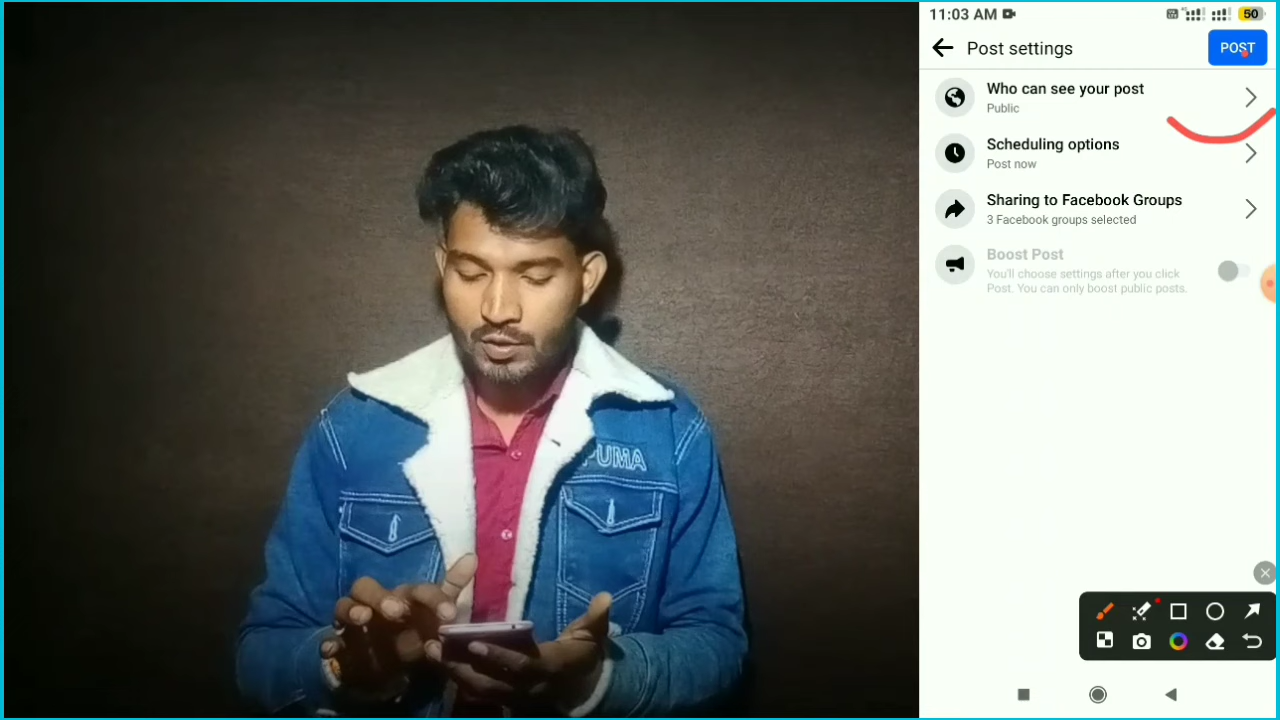 11:03 AM
50
Post settings
POST
Who can see your post
Public
Scheduling options
Post now
Sharing to Facebook Groups
3 Facebook groups selected
Boost Post
You'll choose settings after you click
Post. You can only boost public posts.
PUMA